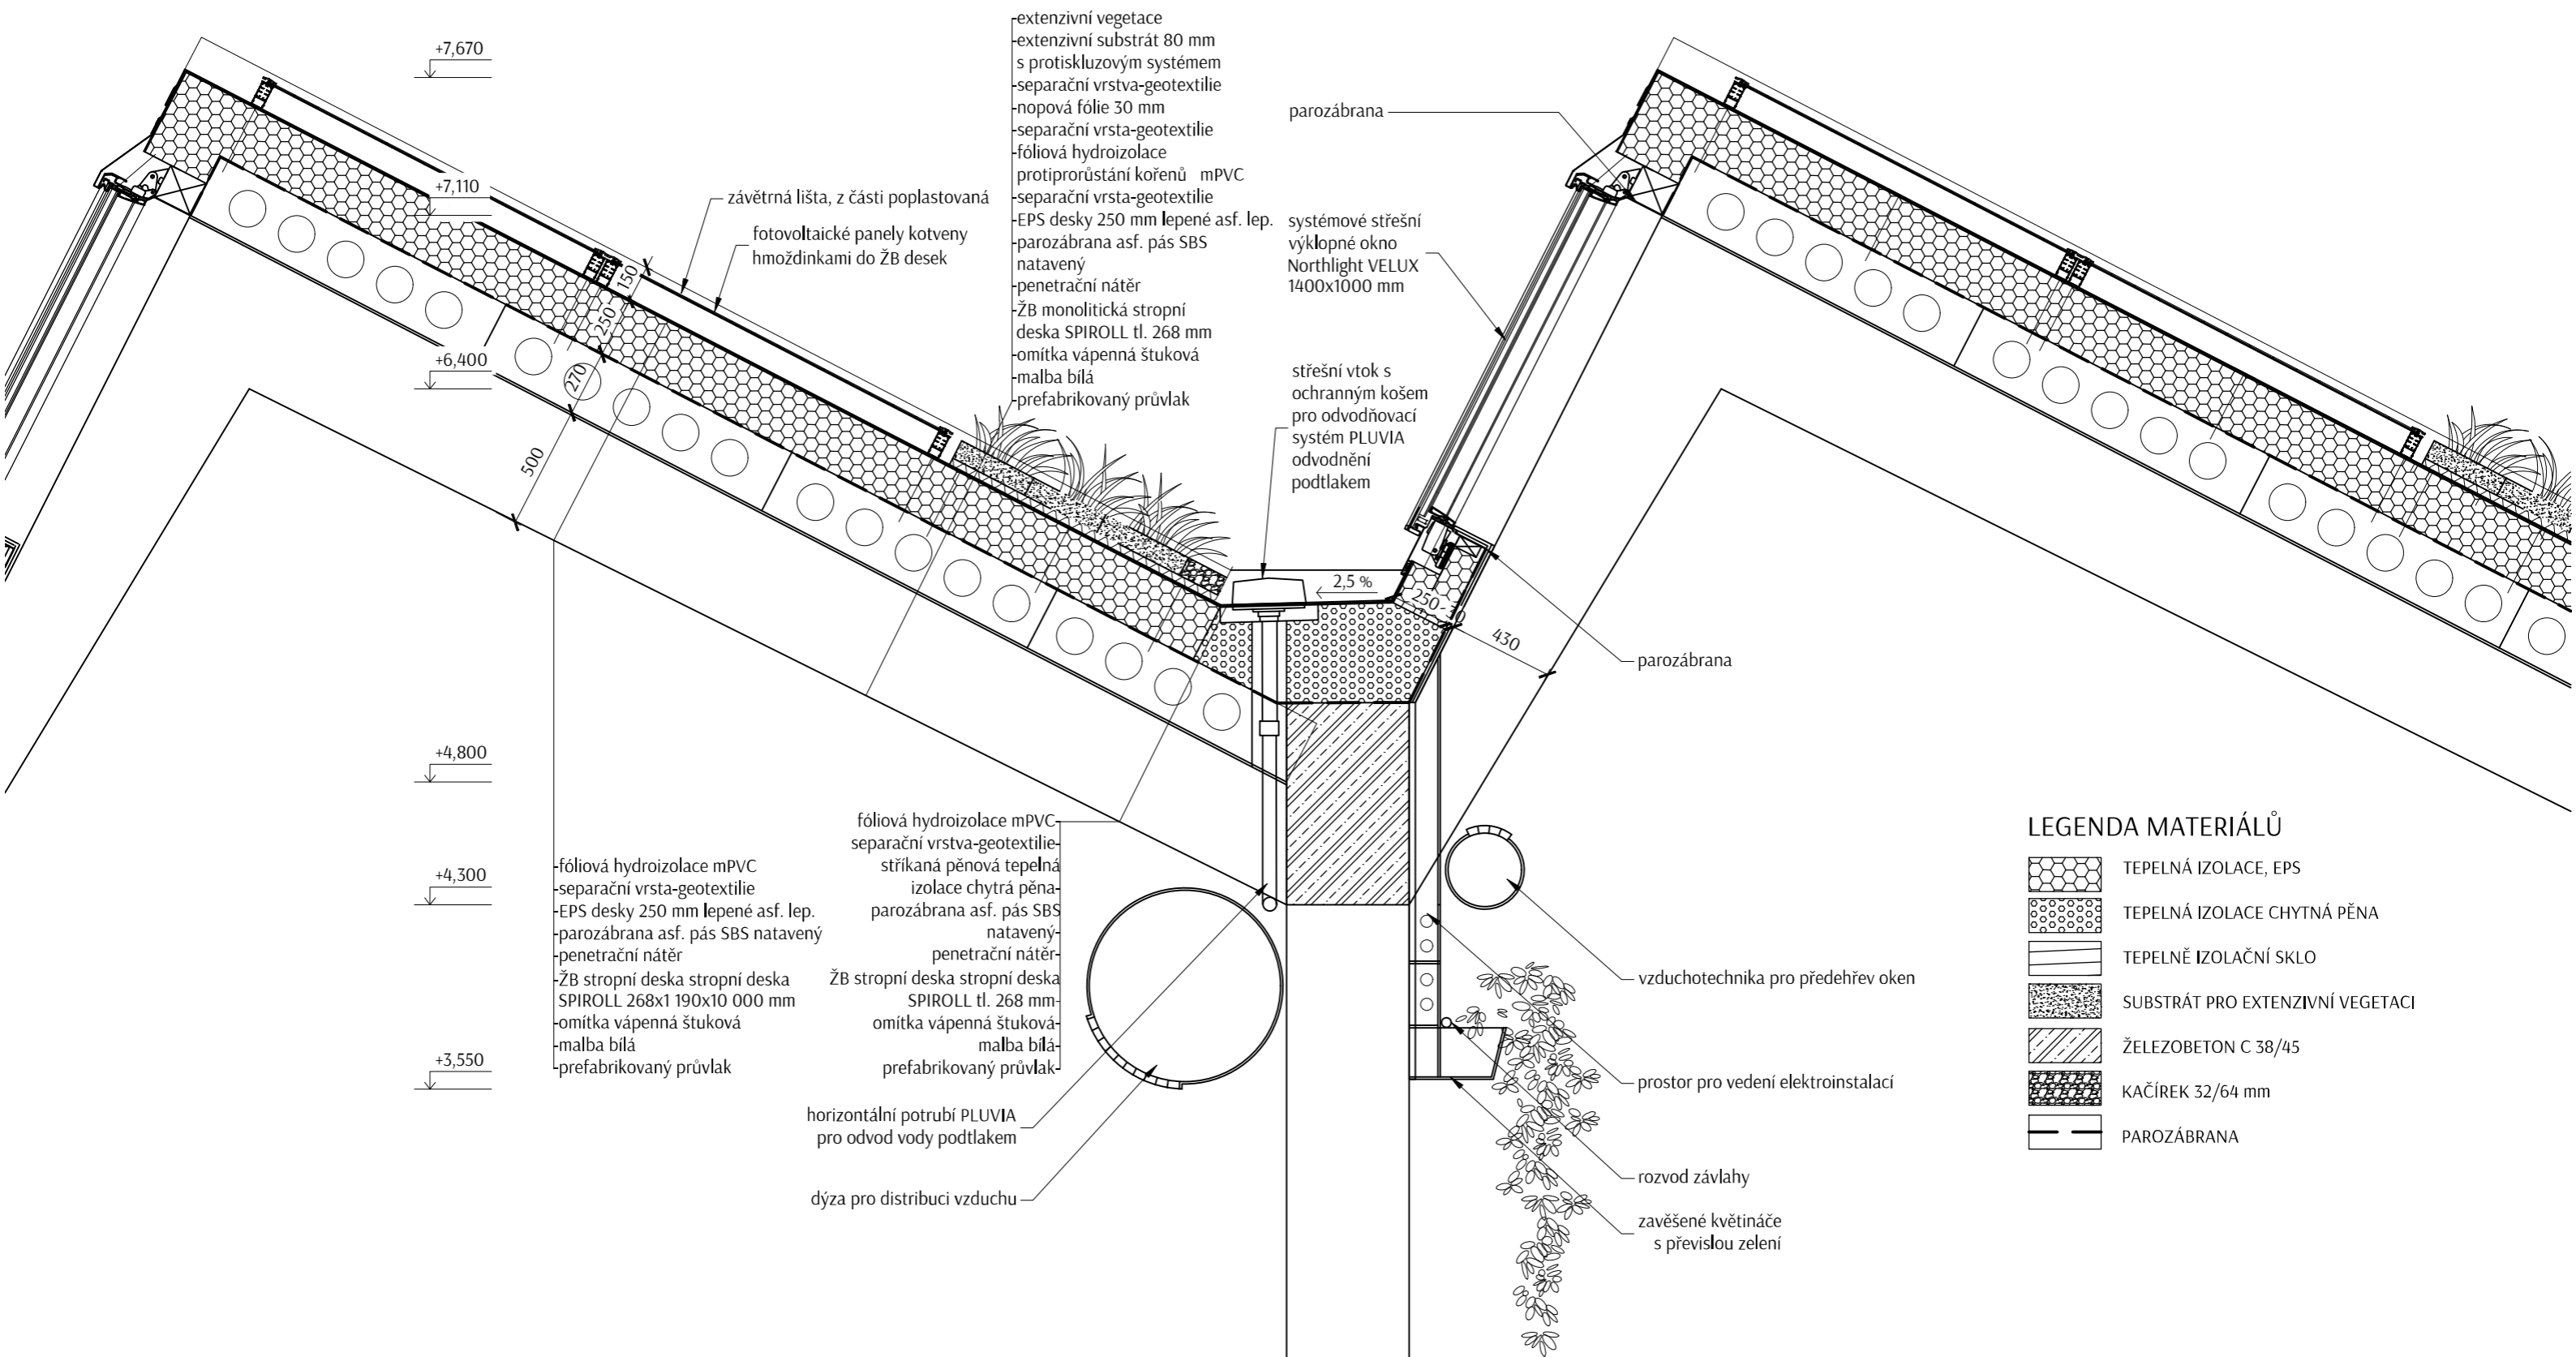 +7,670
+7,110
+6,400
+4,800
+4,300
+3,550
závětrná lišta, z části poplastovaná
fotovoltaické panely kotveny
hmoždinkami do ŽB desek
150
250
270
500
extenzivní vegetace
extenzivní substrát 80 mm
s protiskluzovým systémem
separační vrstva-geotextilie
nopová fólie 30 mm
separační vrsta-geotextilie
fóliová hydroizolace
protiprorůstání kořenů mPVC
separační vrsta-geotextilie
EPS desky 250 mm lepené asf. lep.
parozábrana asf. pás SBS
natavený
penetrační nátěr
ŽB monolitická stropní
deska SPIROLL tl. 268 mm
omítka vápenná štuková
malba bílá
prefabrikovaný průvlak
parozábrana
systémové střešní
výklopné okno
Northlight VELUX
1400x1000 mm
střešní vtok s
ochranným košem
pro odvodňovací
systém PLUVIA
odvodnění
podtlakem
2,5 %
250
430
parozábrana
fóliová hydroizolace mPVC
separační vrsta-geotextilie
EPS desky 250 mm lepené asf. lep.
parozábrana asf. pás SBS natavený
penetrační nátěr
ŽB stropní deska stropní deska
SPIROLL 268x1 190x10 000 mm
omítka vápenná štuková
malba bílá
prefabrikovaný průvlak
fóliová hydroizolace mPVC
separační vrstva-geotextilie
stříkaná pěnová tepelná
izolace chytrá pěna
parozábrana asf. pás SBS
natavený
penetrační nátěr
ŽB stropní deska stropní deska
SPIROLL tl. 268 mm
omítka vápenná štuková
malba bílá
prefabrikovaný průvlak
horizontální potrubí PLUVIA
pro odvod vody podtlakem
dýza pro distribuci vzduchu
vzduchotechnika pro předehřev oken
prostor pro vedení elektroinstalací
rozvod závlahy
zavěšené květináče
s převislou zelení
LEGENDA MATERIÁLŮ
TEPELNÁ IZOLACE, EPS
TEPELNÁ IZOLACE CHYTNÁ PĚNA
TEPELNĚ IZOLAČNÍ SKLO
SUBSTRÁT PRO EXTENZIVNÍ VEGETACI
ŽELEZOBETON C 38/45
KAČÍREK 32/64 mm
PAROZÁBRANA